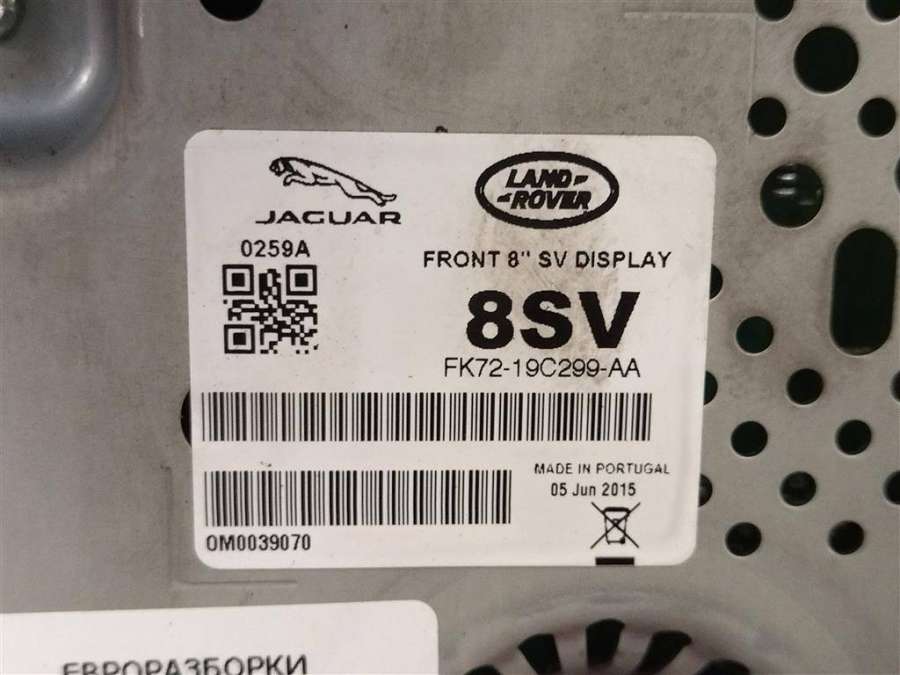 JAGUAR
LAND
ROVER
0259A
FRONT 8" SV DISPLAY
8SV
FK72-19C299-AA
MADE IN PORTUGAL
05 Jun 2015
0M0039070
ЕВРОРАЗБОРКИ